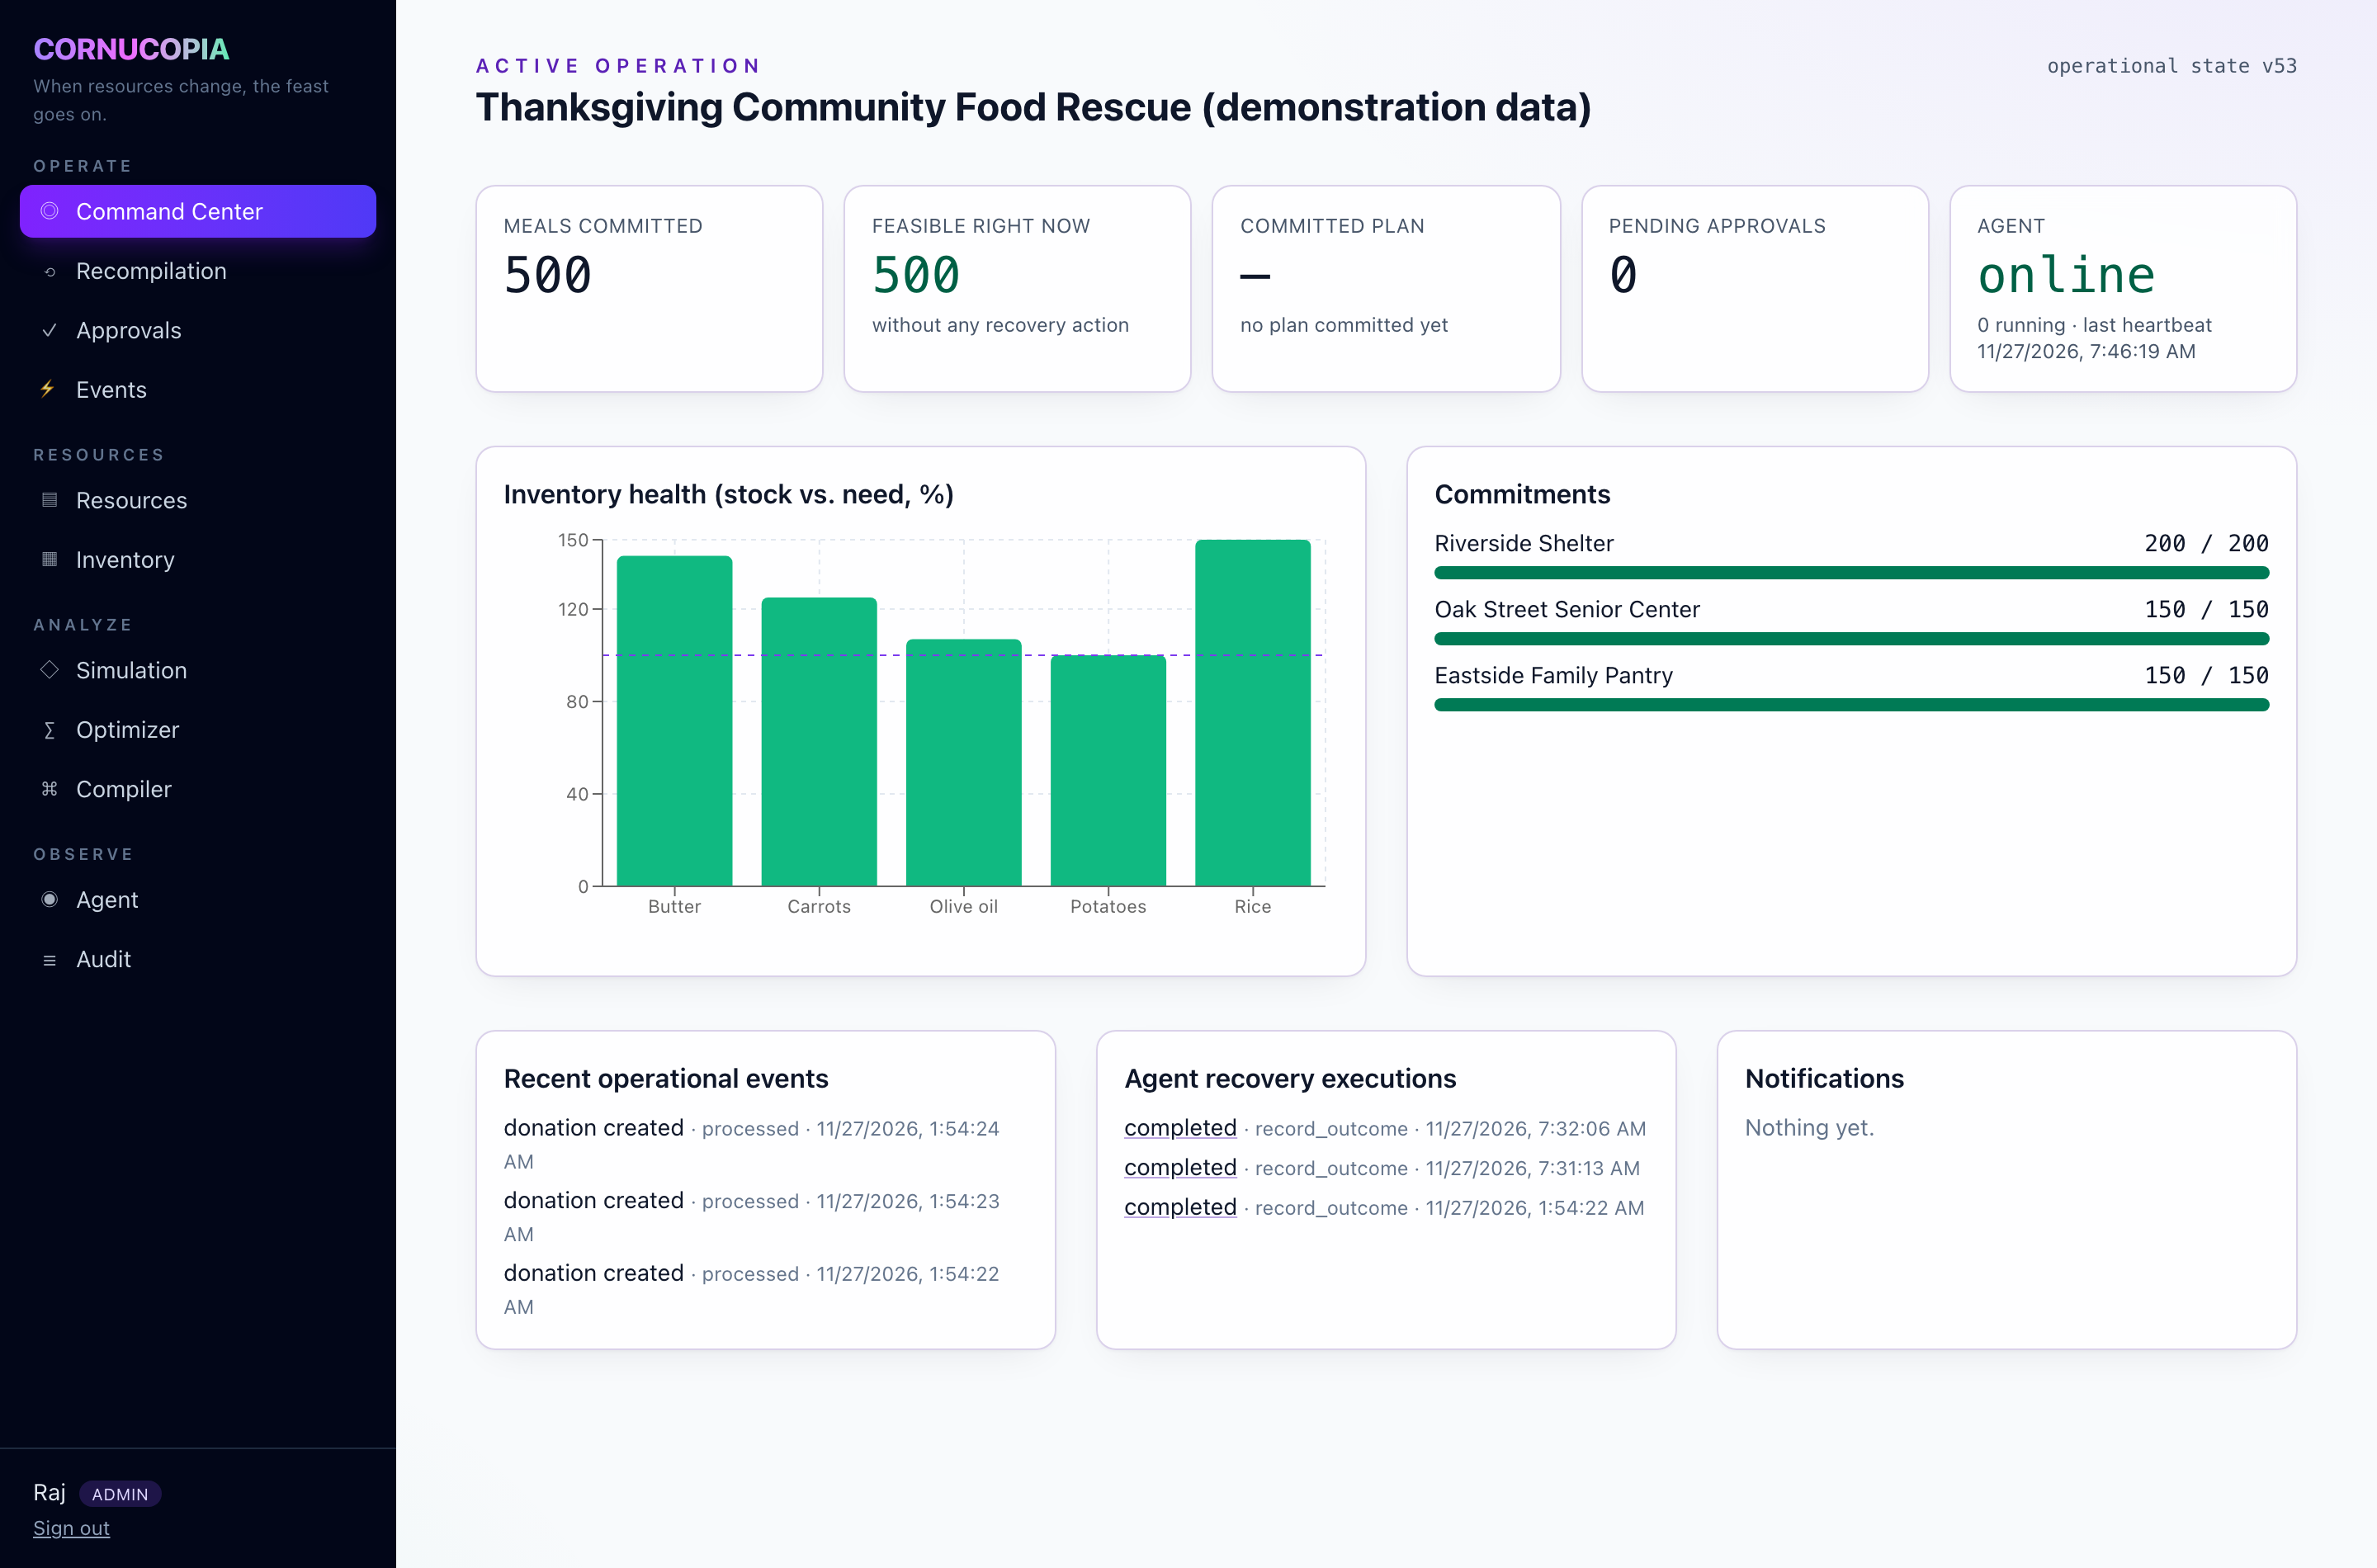 CORNUCOPIA
When resources change, the feast
goes on.
OPERATE
Command Center
Recompilation
Approvals
Events
RESOURCES
Resources
Inventory
ANALYZE
Simulation
Optimizer
Compiler
OBSERVE
Agent
Audit
Raj ADMIN
Sign out
ACTIVE OPERATION
operational state v53
Thanksgiving Community Food Rescue (demonstration data)
MEALS COMMITTED
500
FEASIBLE RIGHT NOW
500
without any recovery action
COMMITTED PLAN
—
no plan committed yet
PENDING APPROVALS
0
AGENT
online
0 running · last heartbeat
11/27/2026, 7:46:19 AM
Inventory health (stock vs. need, %)
150
120
80
40
0
Butter Carrots Olive oil Potatoes Rice
Commitments
Riverside Shelter 200 / 200
Oak Street Senior Center 150 / 150
Eastside Family Pantry 150 / 150
Recent operational events
donation created · processed · 11/27/2026, 1:54:24
AM
donation created · processed · 11/27/2026, 1:54:23
AM
donation created · processed · 11/27/2026, 1:54:22
AM
Agent recovery executions
completed · record_outcome · 11/27/2026, 7:32:06 AM
completed · record_outcome · 11/27/2026, 7:31:13 AM
completed · record_outcome · 11/27/2026, 1:54:22 AM
Notifications
Nothing yet.